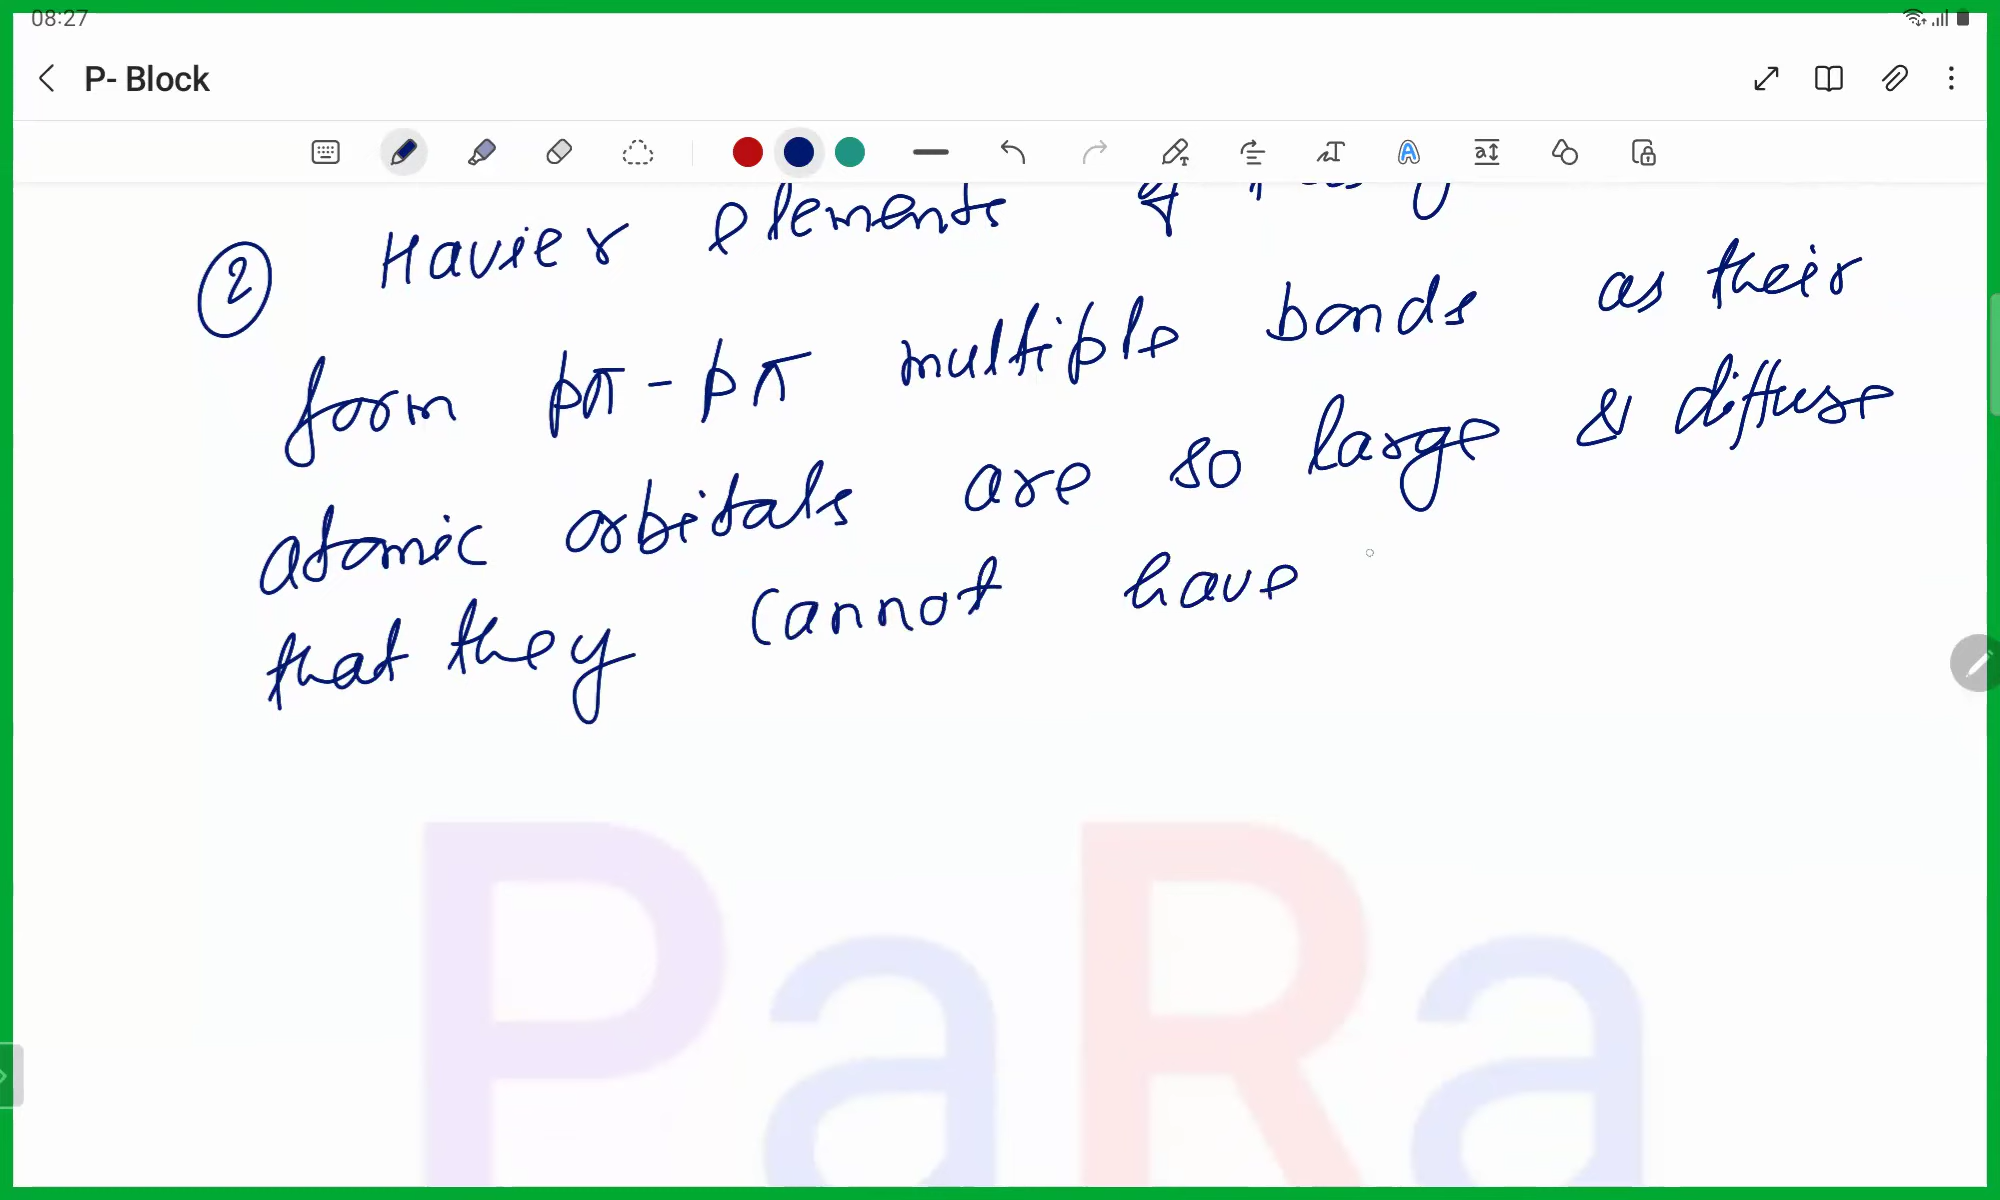 08:27
P- Block
② Havier elements
form pπ-pπ multiple bonds as their
atomic orbitals are so large & diffuse
that they cannot have
PaRa